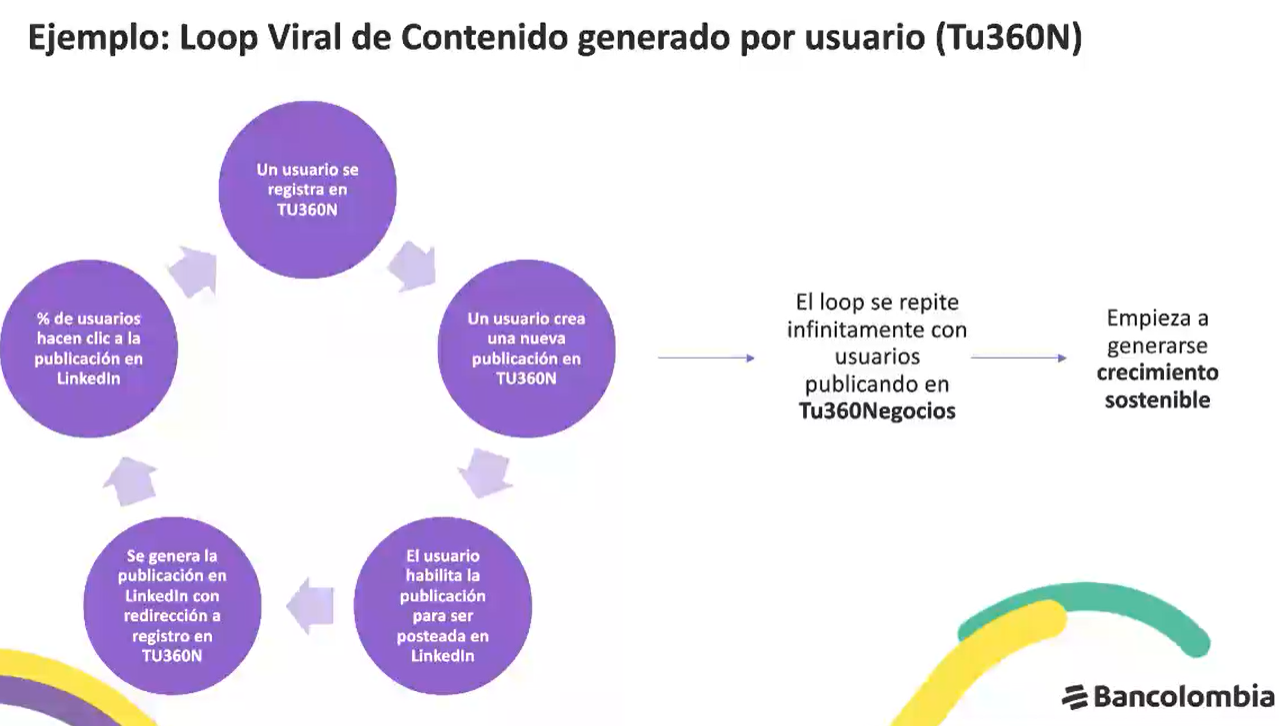 Ejemplo: Loop Viral de Contenido generado por usuario (Tu360N)
Un usuario se
registra en
TU360N
Un usuario crea
una nueva
publicación en
TU360N
El usuario
habilita la
publicación
para ser
posteada en
LinkedIn
Se genera la
publicación en
LinkedIn con
redirección a
registro en
TU360N
% de usuarios
hacen clic a la
publicación en
LinkedIn
El loop se repite
infinitamente con
usuarios
publicando en
Tu360Negocios
Empieza a
generarse
crecimiento
sostenible
Bancolombia